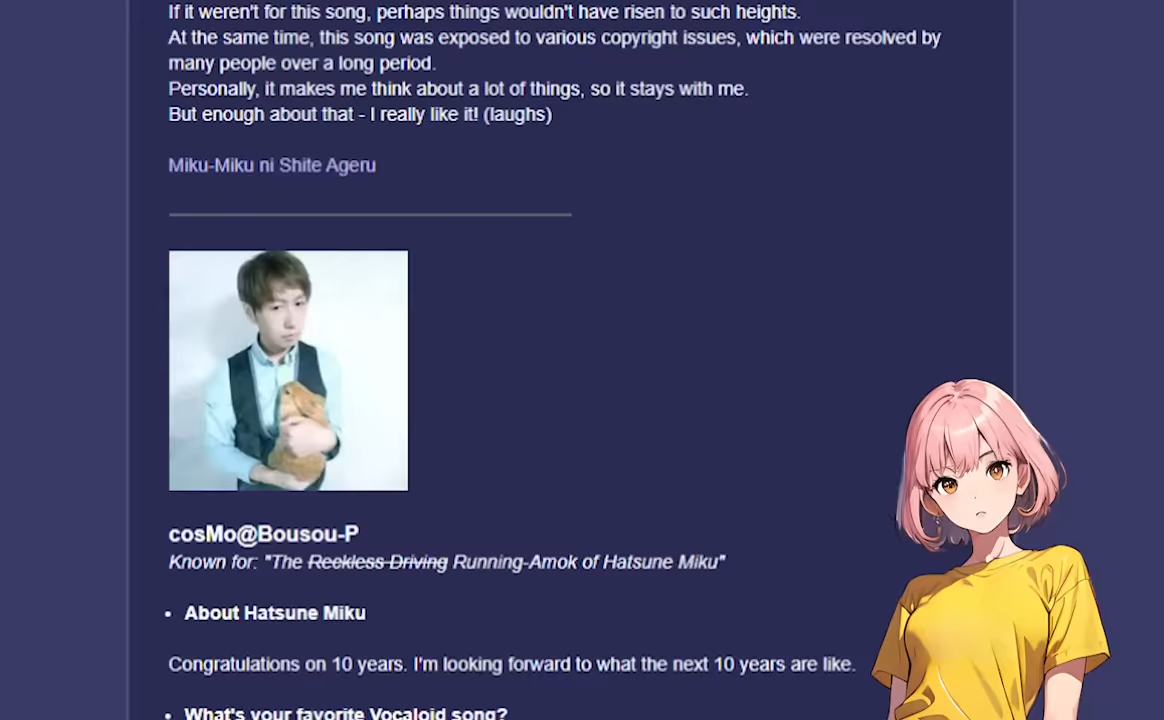 If it weren't for this song, perhaps things wouldn't have risen to such heights.
At the same time, this song was exposed to various copyright issues, which were resolved by
many people over a long period.
Personally, it makes me think about a lot of things, so it stays with me.
But enough about that - I really like it! (laughs)
Miku-Miku ni Shite Ageru
cosMo@Bousou-P
Known for: "The Reckless Driving Running-Amok of Hatsune Miku"
• About Hatsune Miku
Congratulations on 10 years. I'm looking forward to what the next 10 years are like.
• What's your favorite Vocaloid song?